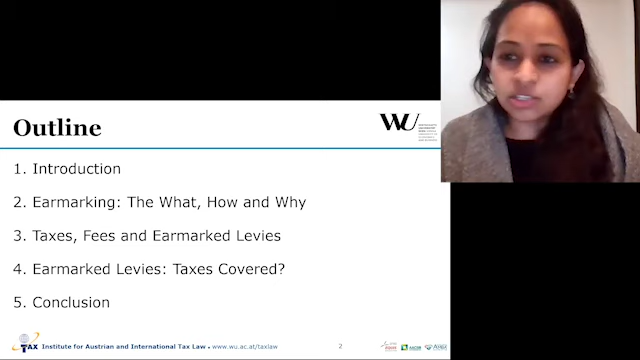 Outline
WU
1. Introduction
2. Earmarking: The What, How and Why
3. Taxes, Fees and Earmarked Levies
4. Earmarked Levies: Taxes Covered?
5. Conclusion
TAX Institute for Austrian and International Tax Law • www.wu.ac.at/taxlaw 2